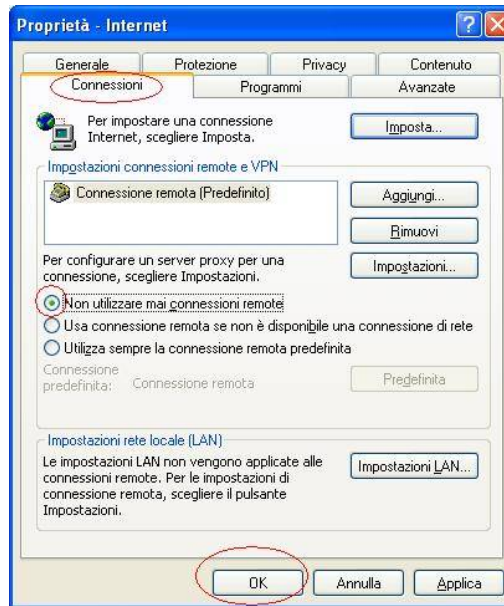 Proprietà - Internet
Generale
Protezione
Privacy
Contenuto
Connessioni
Programmi
Avanzate
Per impostare una connessione
Internet, scegliere Imposta.
Imposta...
Impostazioni connessioni remote e VPN
Connessione remota (Predefinito)
Aggiungi...
Rimuovi
Per configurare un server proxy per una
connessione, scegliere Impostazioni.
Impostazioni...
Non utilizzare mai connessioni remote
Usa connessione remota se non è disponibile una connessione di rete
Utilizza sempre la connessione remota predefinita
Connessione
predefinita:
Connessione remota
Predefinita
Impostazioni rete locale (LAN)
Le impostazioni LAN non vengono applicate alle
connessioni remote. Per le impostazioni di
connessione remota, scegliere il pulsante
Impostazioni.
Impostazioni LAN...
OK
Annulla
Applica